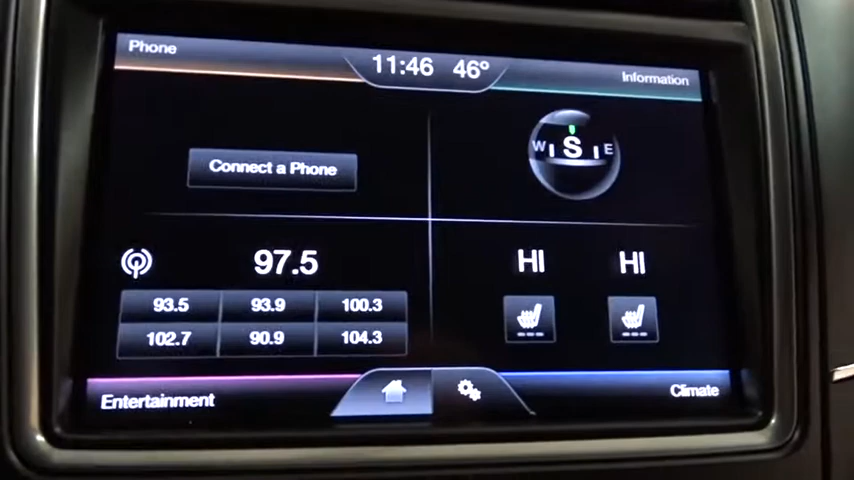 Phone
11:46 46°
Information
Connect a Phone
W S E
97.5
HI HI
93.5 93.9 100.3
102.7 90.9 104.3
Entertainment
Climate